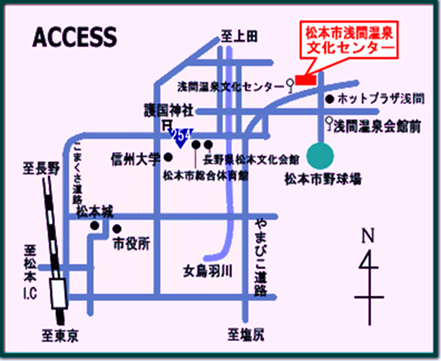 ACCESS
至上田
松本市浅間温泉
文化センター
浅間温泉文化センター
ホットプラザ浅間
護国神社
254
浅間温泉会館前
信州大学
長野県松本文化会館
松本市総合体育館
松本市野球場
こまくさ道路
至長野
松本城
市役所
やまびこ道路
女鳥羽川
至松本
I.C
N
4
至東京
至塩尻